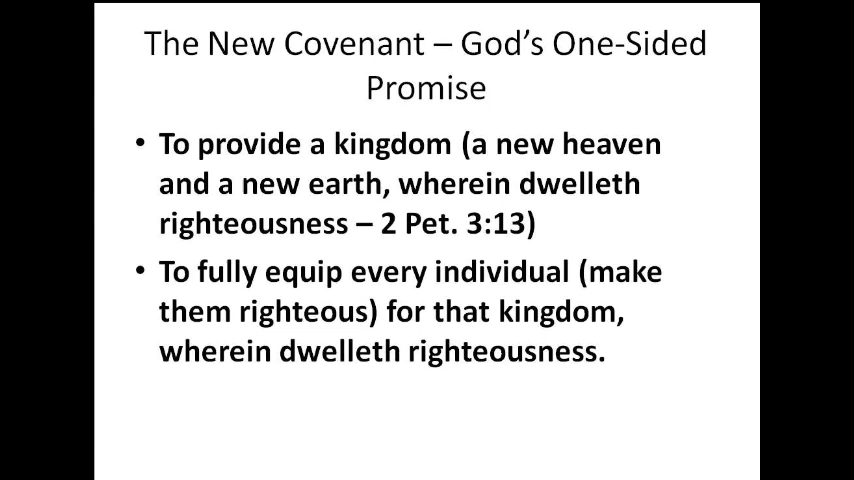 The New Covenant – God's One-Sided
Promise
• To provide a kingdom (a new heaven
and a new earth, wherein dwelleth
righteousness – 2 Pet. 3:13)
• To fully equip every individual (make
them righteous) for that kingdom,
wherein dwelleth righteousness.